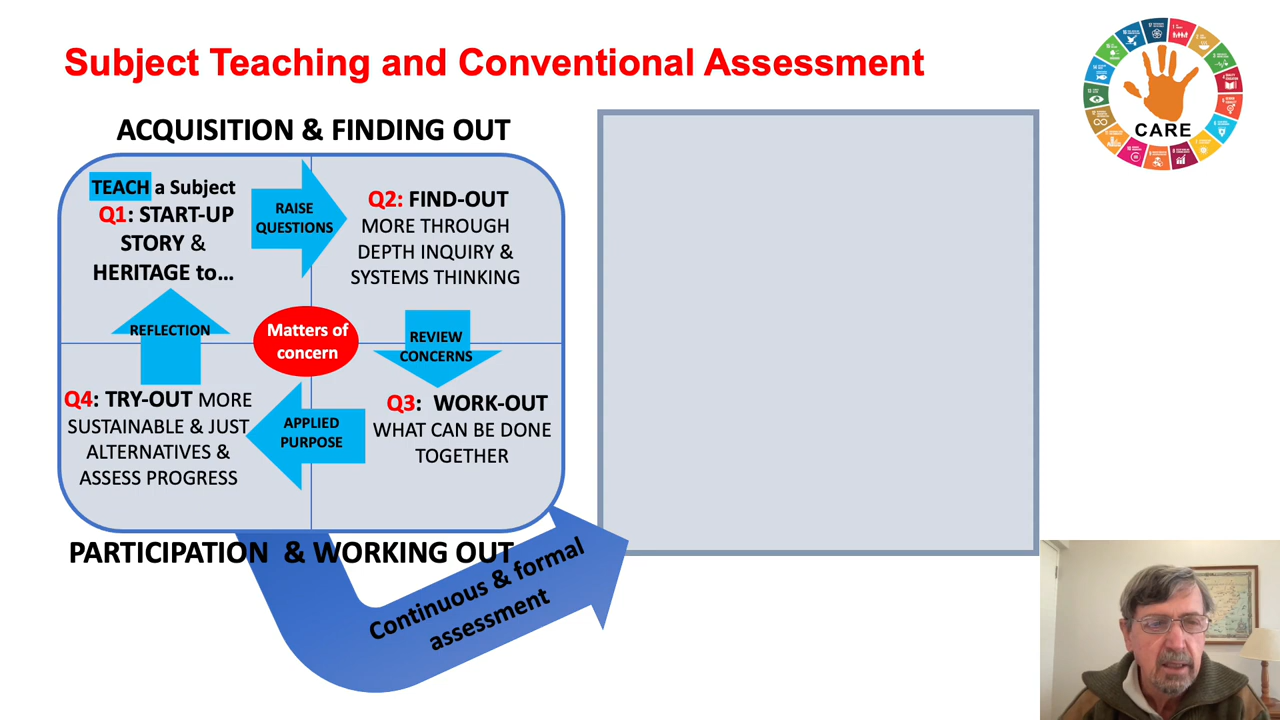 Subject Teaching and Conventional Assessment
CARE
ACQUISITION & FINDING OUT
TEACH a Subject
Q1: START-UP
STORY &
HERITAGE to…
RAISE
QUESTIONS
Q2: FIND-OUT
MORE THROUGH
DEPTH INQUIRY &
SYSTEMS THINKING
REFLECTION
Matters of
concern
REVIEW
CONCERNS
Q4: TRY-OUT MORE
SUSTAINABLE & JUST
ALTERNATIVES &
ASSESS PROGRESS
APPLIED
PURPOSE
Q3: WORK-OUT
WHAT CAN BE DONE
TOGETHER
PARTICIPATION & WORKING OUT
Continuous & formal
assessment